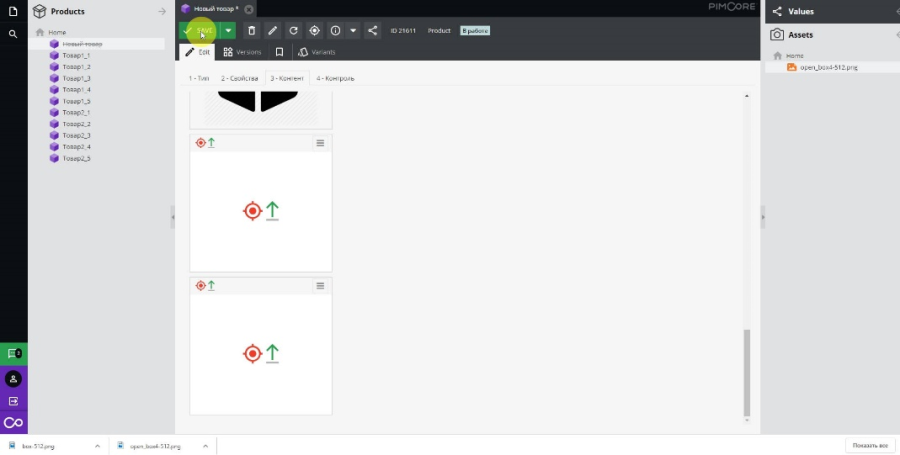 Products
Home
Новый товар
Товар1_1
Товар1_2
Товар1_3
Товар1_4
Товар1_5
Товар2_1
Товар2_2
Товар2_3
Товар2_4
Товар2_5
Новый товар *
PIMCORE
SAVE
ID 21611
Product
В работе
Edit
Versions
Variants
1 - Тип
2 - Свойства
3 - Контент
4 - Контроль
Values
Assets
Home
open_box4-512.png
box-512.png
open_box4-512.png
Показать все